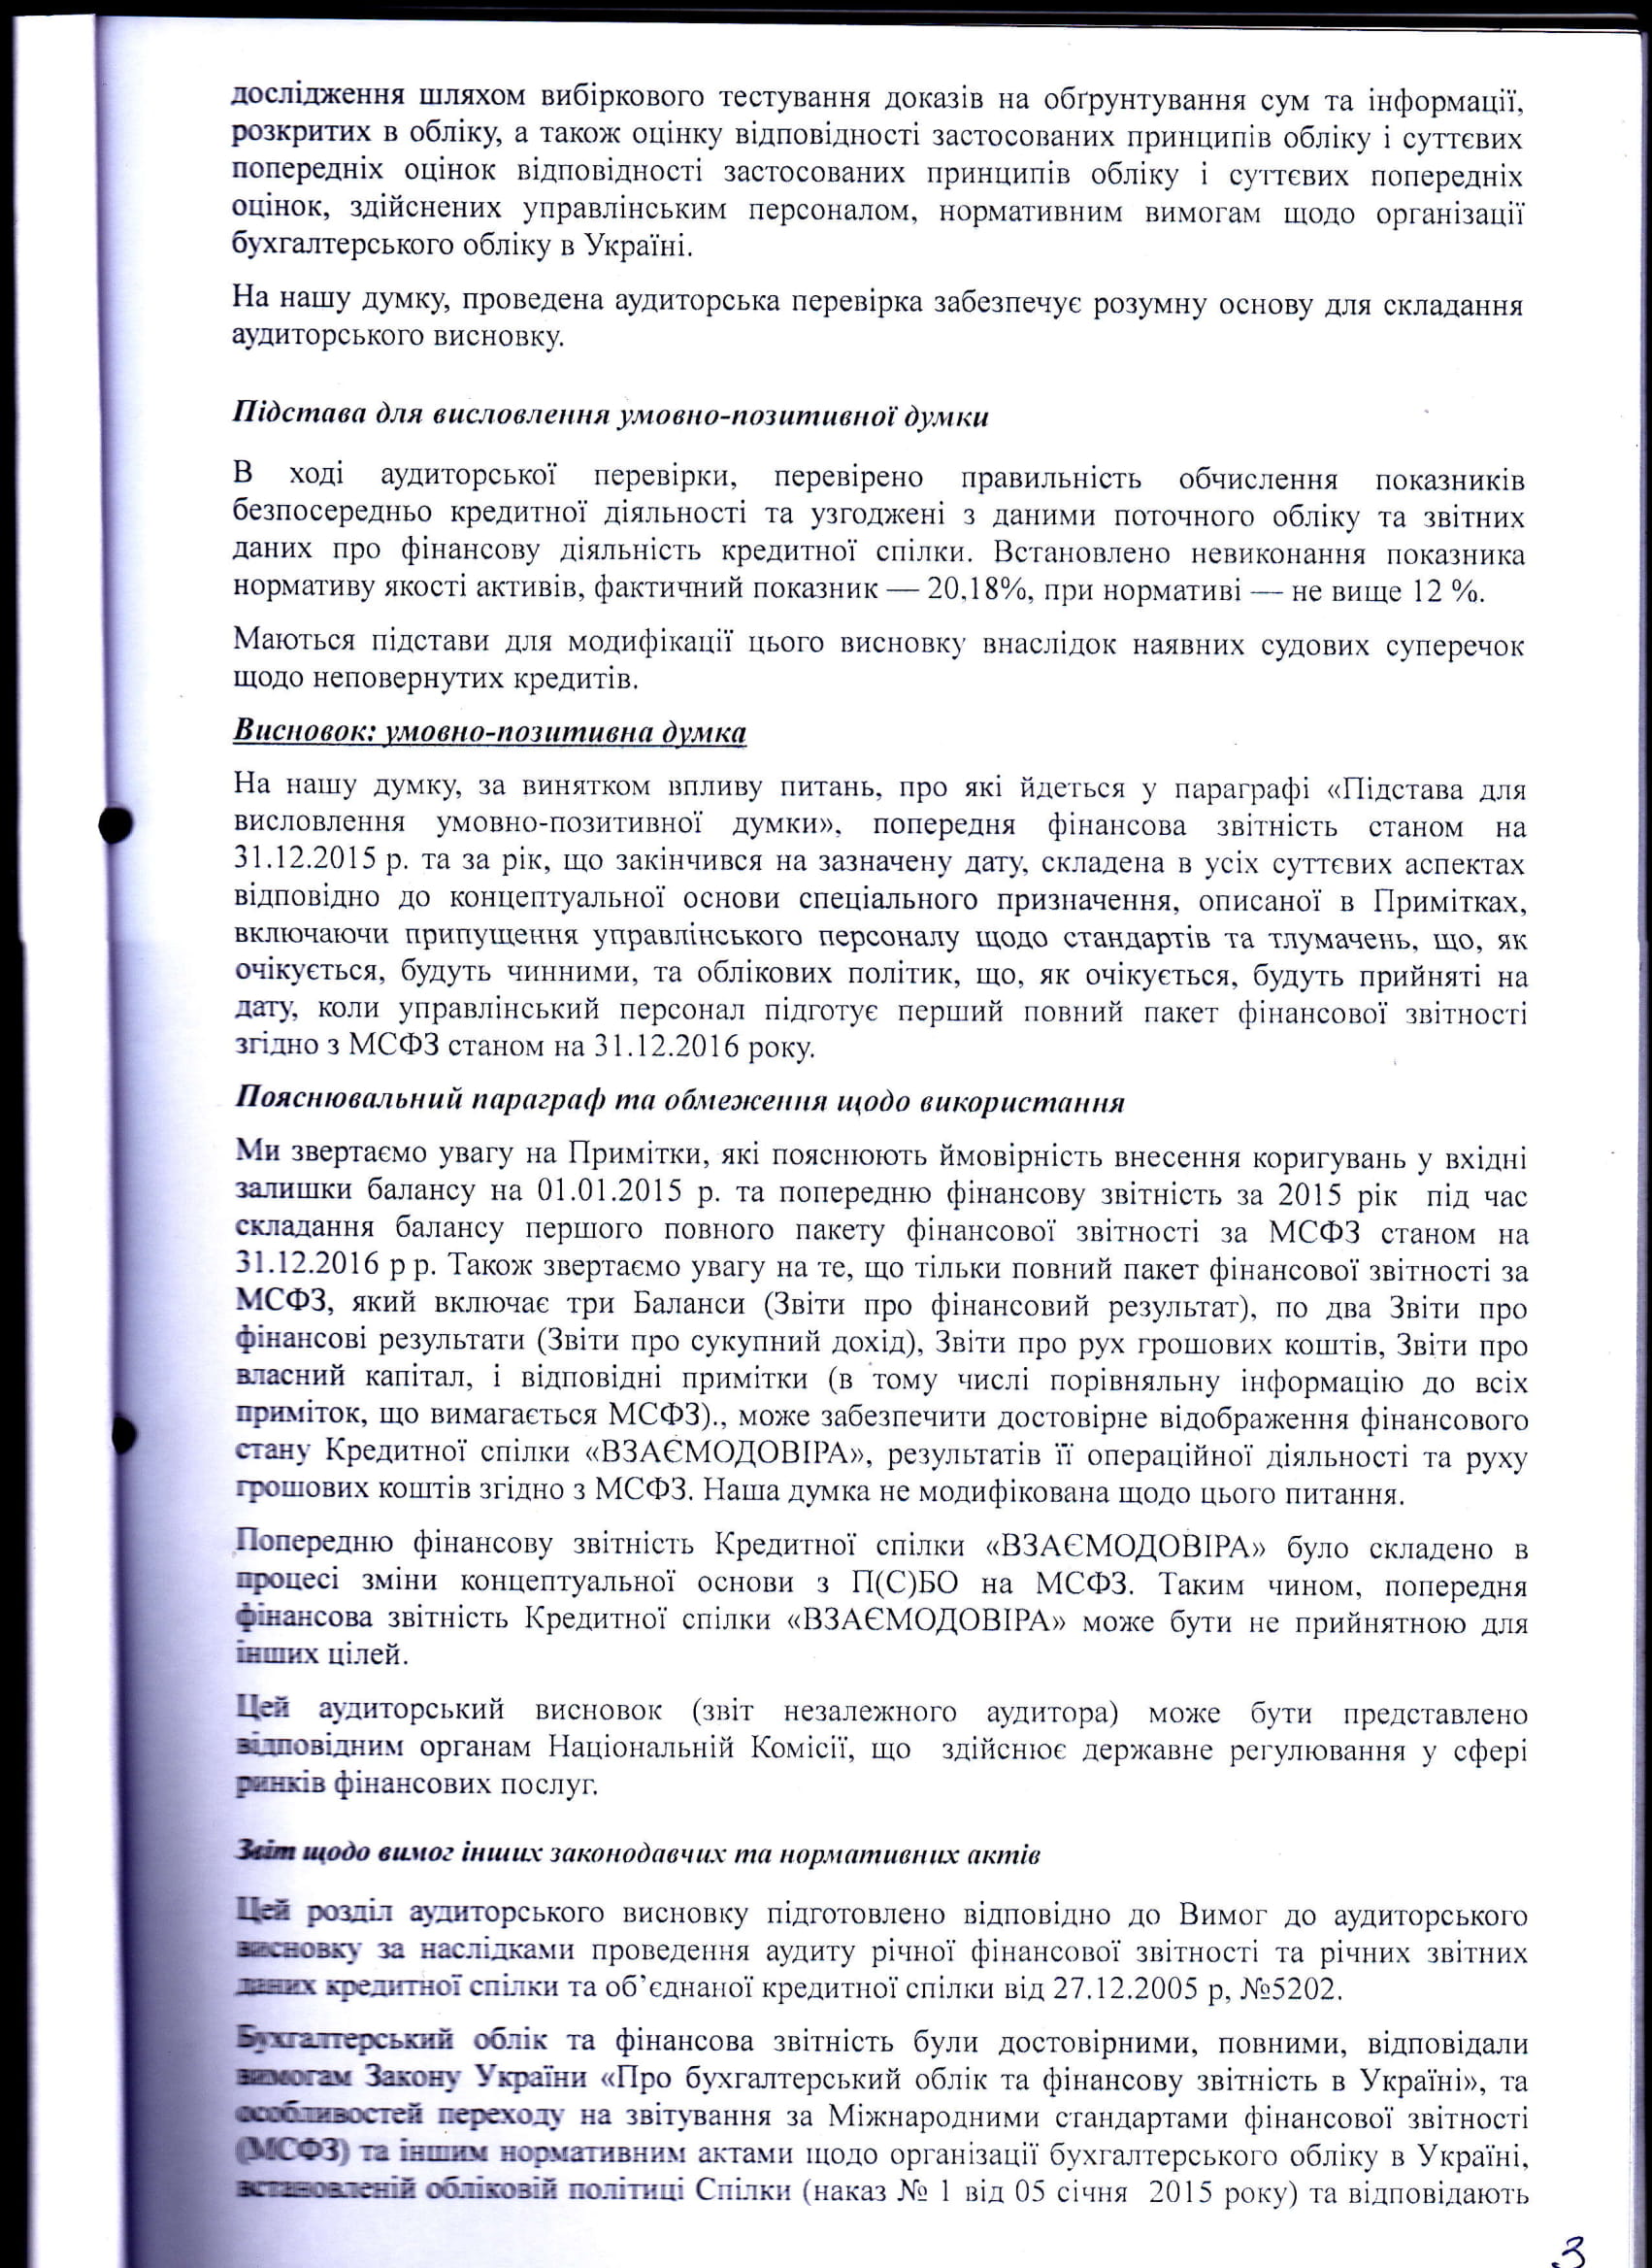 дослідження шляхом вибіркового тестування доказів на обґрунтування сум та інформації,
розкритих в обліку, а також оцінку відповідності застосованих принципів обліку і суттєвих
попередніх оцінок відповідності застосованих принципів обліку і суттєвих попередніх
оцінок, здійснених управлінським персоналом, нормативним вимогам щодо організації
бухгалтерського обліку в Україні.
На нашу думку, проведена аудиторська перевірка забезпечує розумну основу для складання
аудиторського висновку.
Підстава для висловлення умовно-позитивної думки
В ході аудиторської перевірки, перевірено правильність обчислення показників
безпосередньо кредитної діяльності та узгоджені з даними поточного обліку та звітних
даних про фінансову діяльність кредитної спілки. Встановлено невиконання показника
нормативу якості активів, фактичний показник — 20,18%, при нормативі — не вище 12 %.
Маються підстави для модифікації цього висновку внаслідок наявних судових суперечок
щодо неповернутих кредитів.
Висновок: умовно-позитивна думка
На нашу думку, за винятком впливу питань, про які йдеться у параграфі «Підстава для
висловлення умовно-позитивної думки», попередня фінансова звітність станом на
31.12.2015 р. та за рік, що закінчився на зазначену дату, складена в усіх суттєвих аспектах
відповідно до концептуальної основи спеціального призначення, описаної в Примітках,
включаючи припущення управлінського персоналу щодо стандартів та тлумачень, що, як
очікується, будуть чинними, та облікових політик, що, як очікується, будуть прийняті на
дату, коли управлінський персонал підготує перший повний пакет фінансової звітності
згідно з МСФЗ станом на 31.12.2016 року.
Пояснювальний параграф та обмеження щодо використання
Ми звертаємо увагу на Примітки, які пояснюють ймовірність внесення коригувань у вхідні
залишки балансу на 01.01.2015 р. та попередню фінансову звітність за 2015 рік під час
складання балансу першого повного пакету фінансової звітності за МСФЗ станом на
31.12.2016 р р. Також звертаємо увагу на те, що тільки повний пакет фінансової звітності за
МСФЗ, який включає три Баланси (Звіти про фінансовий результат), по два Звіти про
фінансові результати (Звіти про сукупний дохід), Звіти про рух грошових коштів, Звіти про
власний капітал, і відповідні примітки (в тому числі порівняльну інформацію до всіх
приміток, що вимагається МСФЗ)., може забезпечити достовірне відображення фінансового
стану Кредитної спілки «ВЗАЄМОДОВІРА», результатів її операційної діяльності та руху
грошових коштів згідно з МСФЗ. Наша думка не модифікована щодо цього питання.
Попередню фінансову звітність Кредитної спілки «ВЗАЄМОДОВІРА» було складено в
процесі зміни концептуальної основи з П(С)БО на МСФЗ. Таким чином, попередня
фінансова звітність Кредитної спілки «ВЗАЄМОДОВІРА» може бути не прийнятною для
інших цілей.
Цей аудиторський висновок (звіт незалежного аудитора) може бути представлено
відповідним органам Національній Комісії, що здійснює державне регулювання у сфері
ринків фінансових послуг.
Звіт щодо вимог інших законодавчих та нормативних актів
Цей розділ аудиторського висновку підготовлено відповідно до Вимог до аудиторського
висновку за наслідками проведення аудиту річної фінансової звітності та річних звітних
даних кредитної спілки та об’єднаної кредитної спілки від 27.12.2005 р, №5202.
Бухгалтерський облік та фінансова звітність були достовірними, повними, відповідали
вимогам Закону України «Про бухгалтерський облік та фінансову звітність в Україні», та
особливостей переходу на звітування за Міжнародними стандартами фінансової звітності
(МСФЗ) та іншим нормативним актами щодо організації бухгалтерського обліку в Україні,
встановленій обліковій політиці Спілки (наказ № 1 від 05 січня 2015 року) та відповідають
3